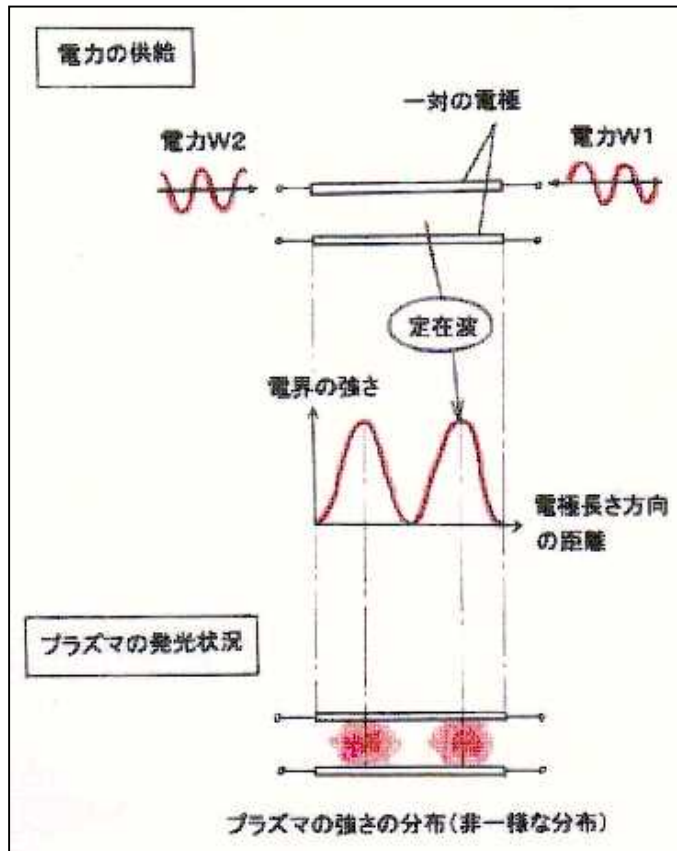 電力の供給
一対の電極
電力W2
電力W1
定在波
電界の強さ
電極長さ方向
の距離
プラズマの発光状況
プラズマの強さの分布(非一様な分布)